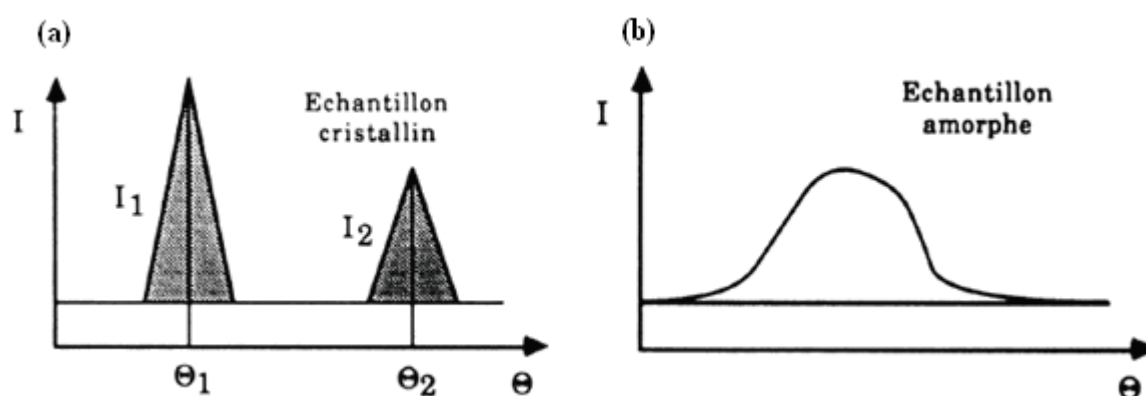 (a)
I
Echantillon
cristallin
I₁
I₂
Θ₁
Θ₂
Θ
(b)
I
Echantillon
amorphe
Θ